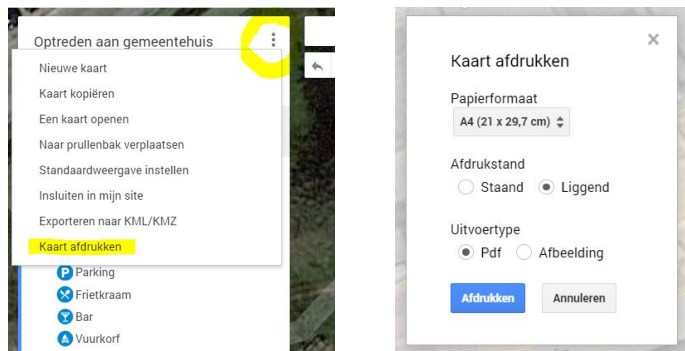 Optreden aan gemeentehuis
Nieuwe kaart
Kaart kopiëren
Een kaart openen
Naar prullenbak verplaatsen
Standaardweergave instellen
Insluiten in mijn site
Exporteren naar KML/KMZ
Kaart afdrukken
P Parking
Frietkraam
Bar
Vuurkorf
Kaart afdrukken
Papierformaat
A4 (21 x 29,7 cm)
Afdrukstand
Staand Liggend
Uitvoertype
Pdf Afbeelding
Afdrukken Annuleren